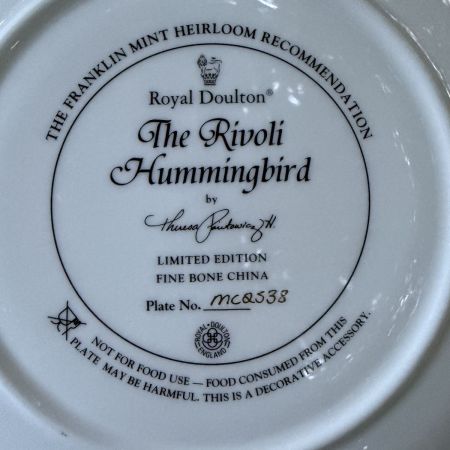 THE FRANKLIN MINT HEIRLOOM RECOMMENDATION
Royal Doulton®
The Rivoli
Hummingbird
by
LIMITED EDITION
FINE BONE CHINA
Plate No. MC2538
ROYAL DOULTON
ENGLAND
NOT FOR FOOD USE — FOOD CONSUMED FROM THIS
PLATE MAY BE HARMFUL. THIS IS A DECORATIVE ACCESSORY.